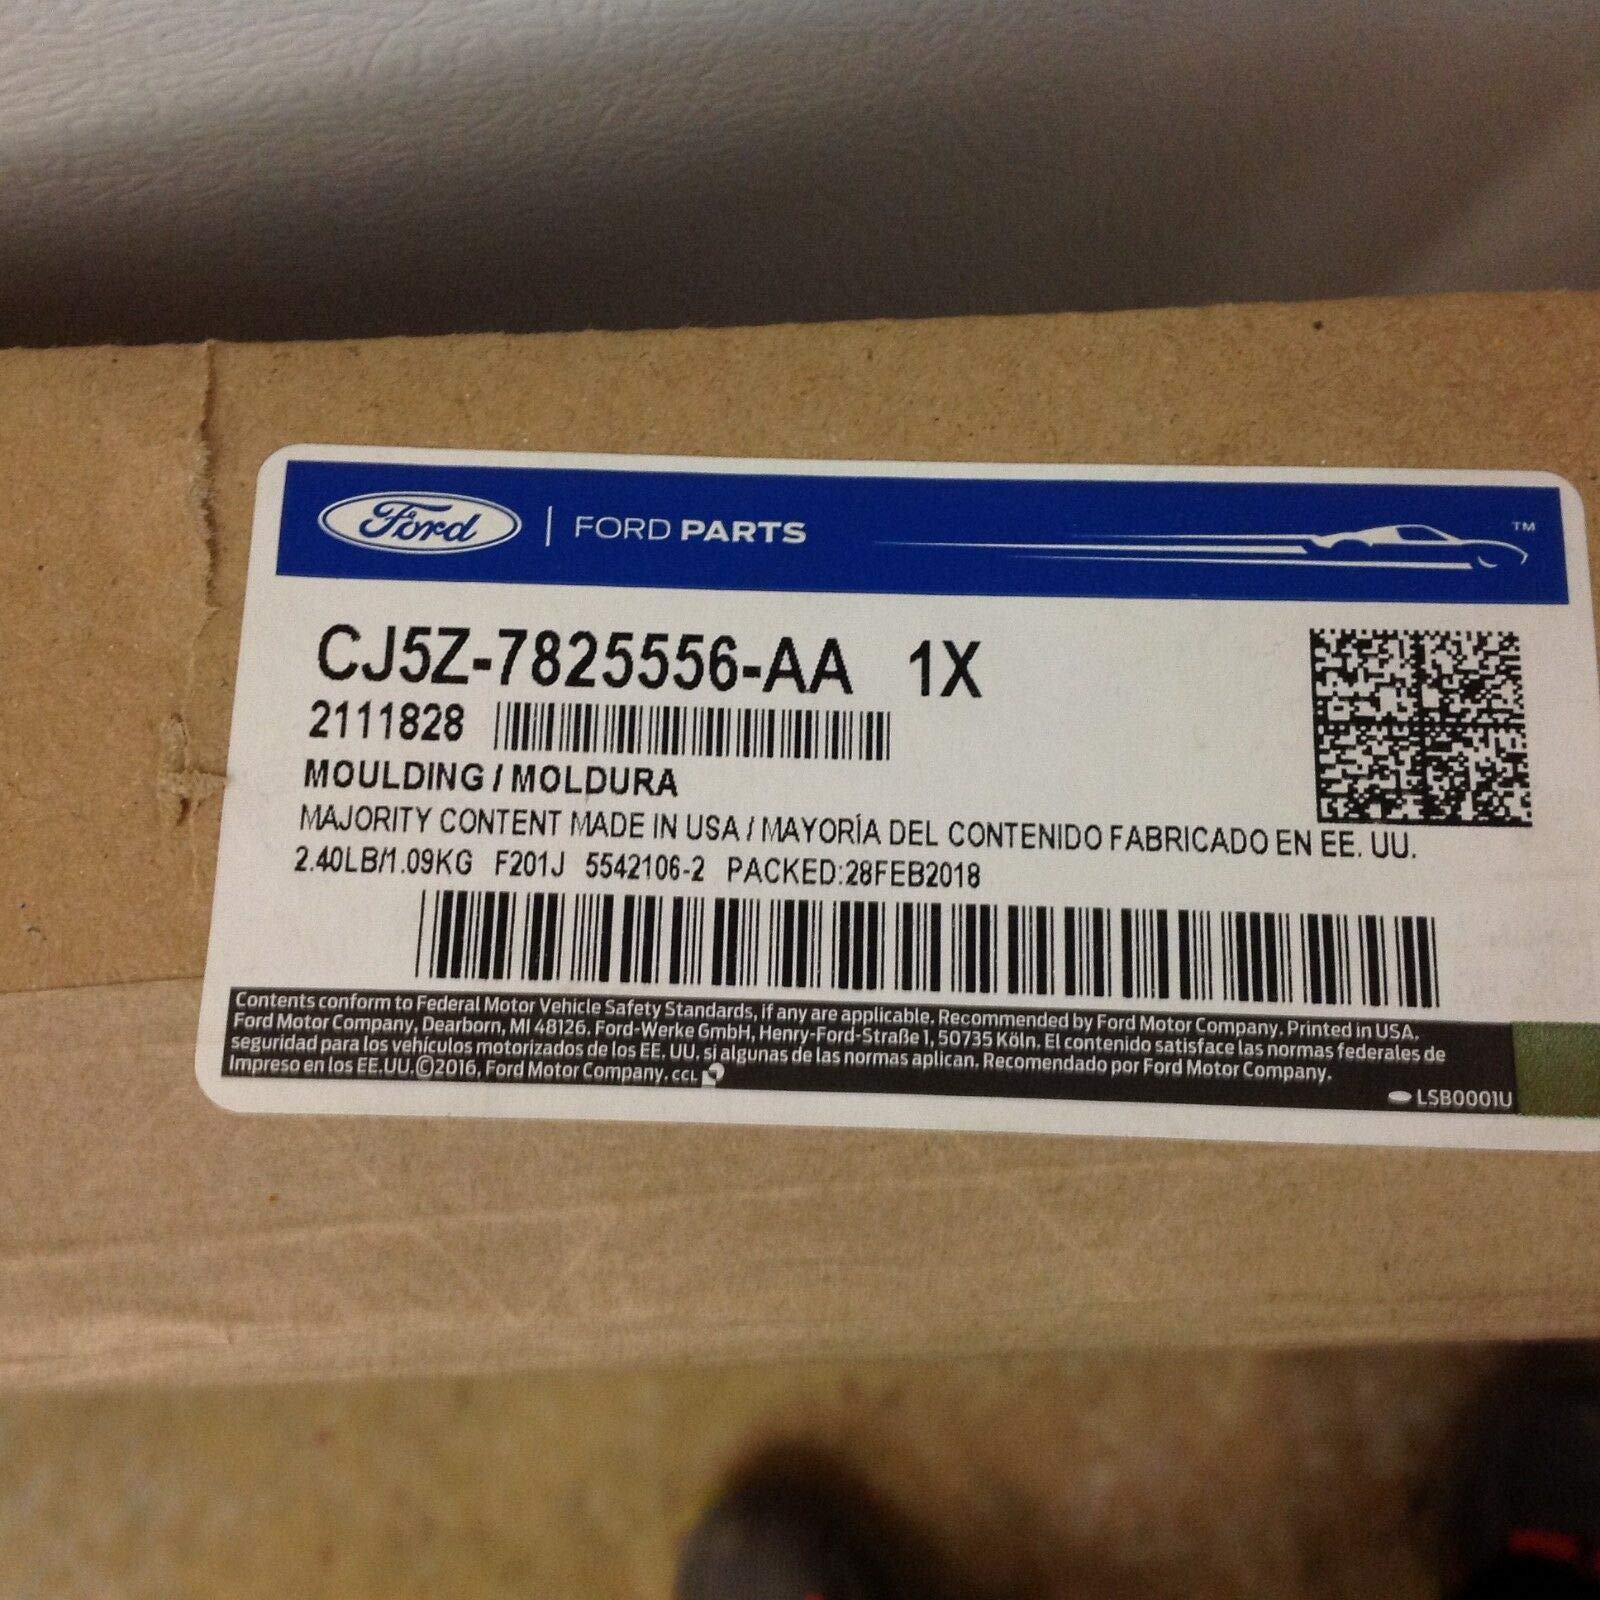 Ford | FORD PARTS ™
CJ5Z-7825556-AA 1X
2111828
MOULDING / MOLDURA
MAJORITY CONTENT MADE IN USA / MAYORÍA DEL CONTENIDO FABRICADO EN EE. UU.
2.40LB/1.09KG F201J 5542106-2 PACKED:28FEB2018
Contents conform to Federal Motor Vehicle Safety Standards, if any are applicable. Recommended by Ford Motor Company. Printed in USA.
Ford Motor Company, Dearborn, MI 48126. Ford-Werke GmbH, Henry-Ford-Straße 1, 50735 Köln. El contenido satisface las normas federales de
seguridad para los vehículos motorizados de los EE. UU. si algunas de las normas aplican. Recomendado por Ford Motor Company.
Impreso en los EE.UU.©2016, Ford Motor Company. CCL
LSB0001U